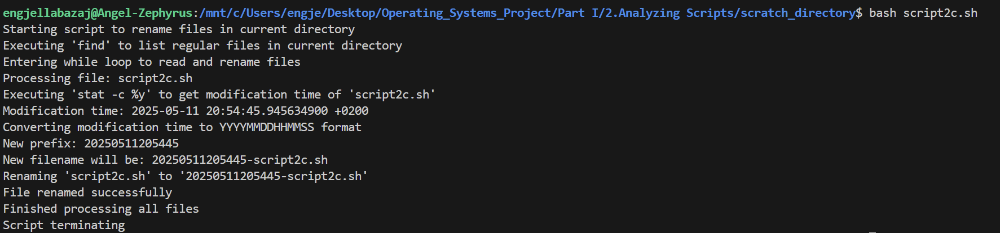 engjellabazaj@Angel-Zephyrus:/mnt/c/Users/engje/Desktop/Operating_Systems_Project/Part I/2.Analyzing Scripts/scratch_directory$ bash script2c.sh
Starting script to rename files in current directory
Executing 'find' to list regular files in current directory
Entering while loop to read and rename files
Processing file: script2c.sh
Executing 'stat -c %y' to get modification time of 'script2c.sh'
Modification time: 2025-05-11 20:54:45.945634900 +0200
Converting modification time to YYYYMMDDHHMMSS format
New prefix: 20250511205445
New filename will be: 20250511205445-script2c.sh
Renaming 'script2c.sh' to '20250511205445-script2c.sh'
File renamed successfully
Finished processing all files
Script terminating